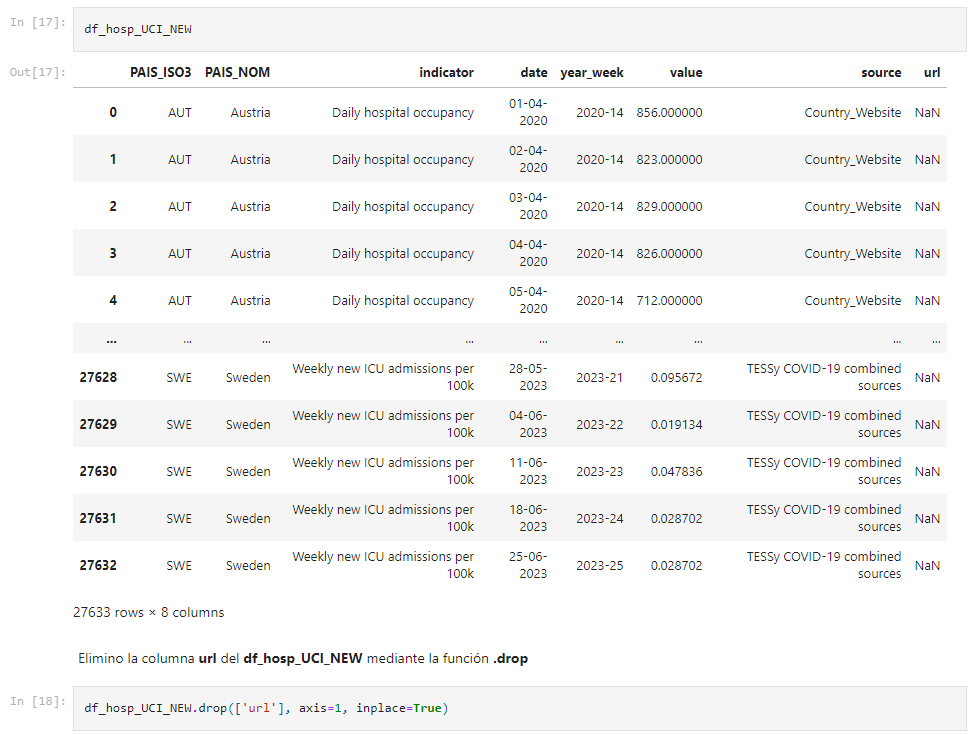 In [17]: df_hosp_UCI_NEW
Out[17]: PAIS_ISO3 PAIS_NOM indicator date year_week value source url
0 AUT Austria Daily hospital occupancy 01-04-2020 2020-14 856.000000 Country_Website NaN
1 AUT Austria Daily hospital occupancy 02-04-2020 2020-14 823.000000 Country_Website NaN
2 AUT Austria Daily hospital occupancy 03-04-2020 2020-14 829.000000 Country_Website NaN
3 AUT Austria Daily hospital occupancy 04-04-2020 2020-14 826.000000 Country_Website NaN
4 AUT Austria Daily hospital occupancy 05-04-2020 2020-14 712.000000 Country_Website NaN
... ... ... ... ... ... ... ... ...
27628 SWE Sweden Weekly new ICU admissions per 100k 28-05-2023 2023-21 0.095672 TESSy COVID-19 combined sources NaN
27629 SWE Sweden Weekly new ICU admissions per 100k 04-06-2023 2023-22 0.019134 TESSy COVID-19 combined sources NaN
27630 SWE Sweden Weekly new ICU admissions per 100k 11-06-2023 2023-23 0.047836 TESSy COVID-19 combined sources NaN
27631 SWE Sweden Weekly new ICU admissions per 100k 18-06-2023 2023-24 0.028702 TESSy COVID-19 combined sources NaN
27632 SWE Sweden Weekly new ICU admissions per 100k 25-06-2023 2023-25 0.028702 TESSy COVID-19 combined sources NaN
27633 rows × 8 columns
Elimino la columna url del df_hosp_UCI_NEW mediante la función .drop
In [18]: df_hosp_UCI_NEW.drop(['url'], axis=1, inplace=True)